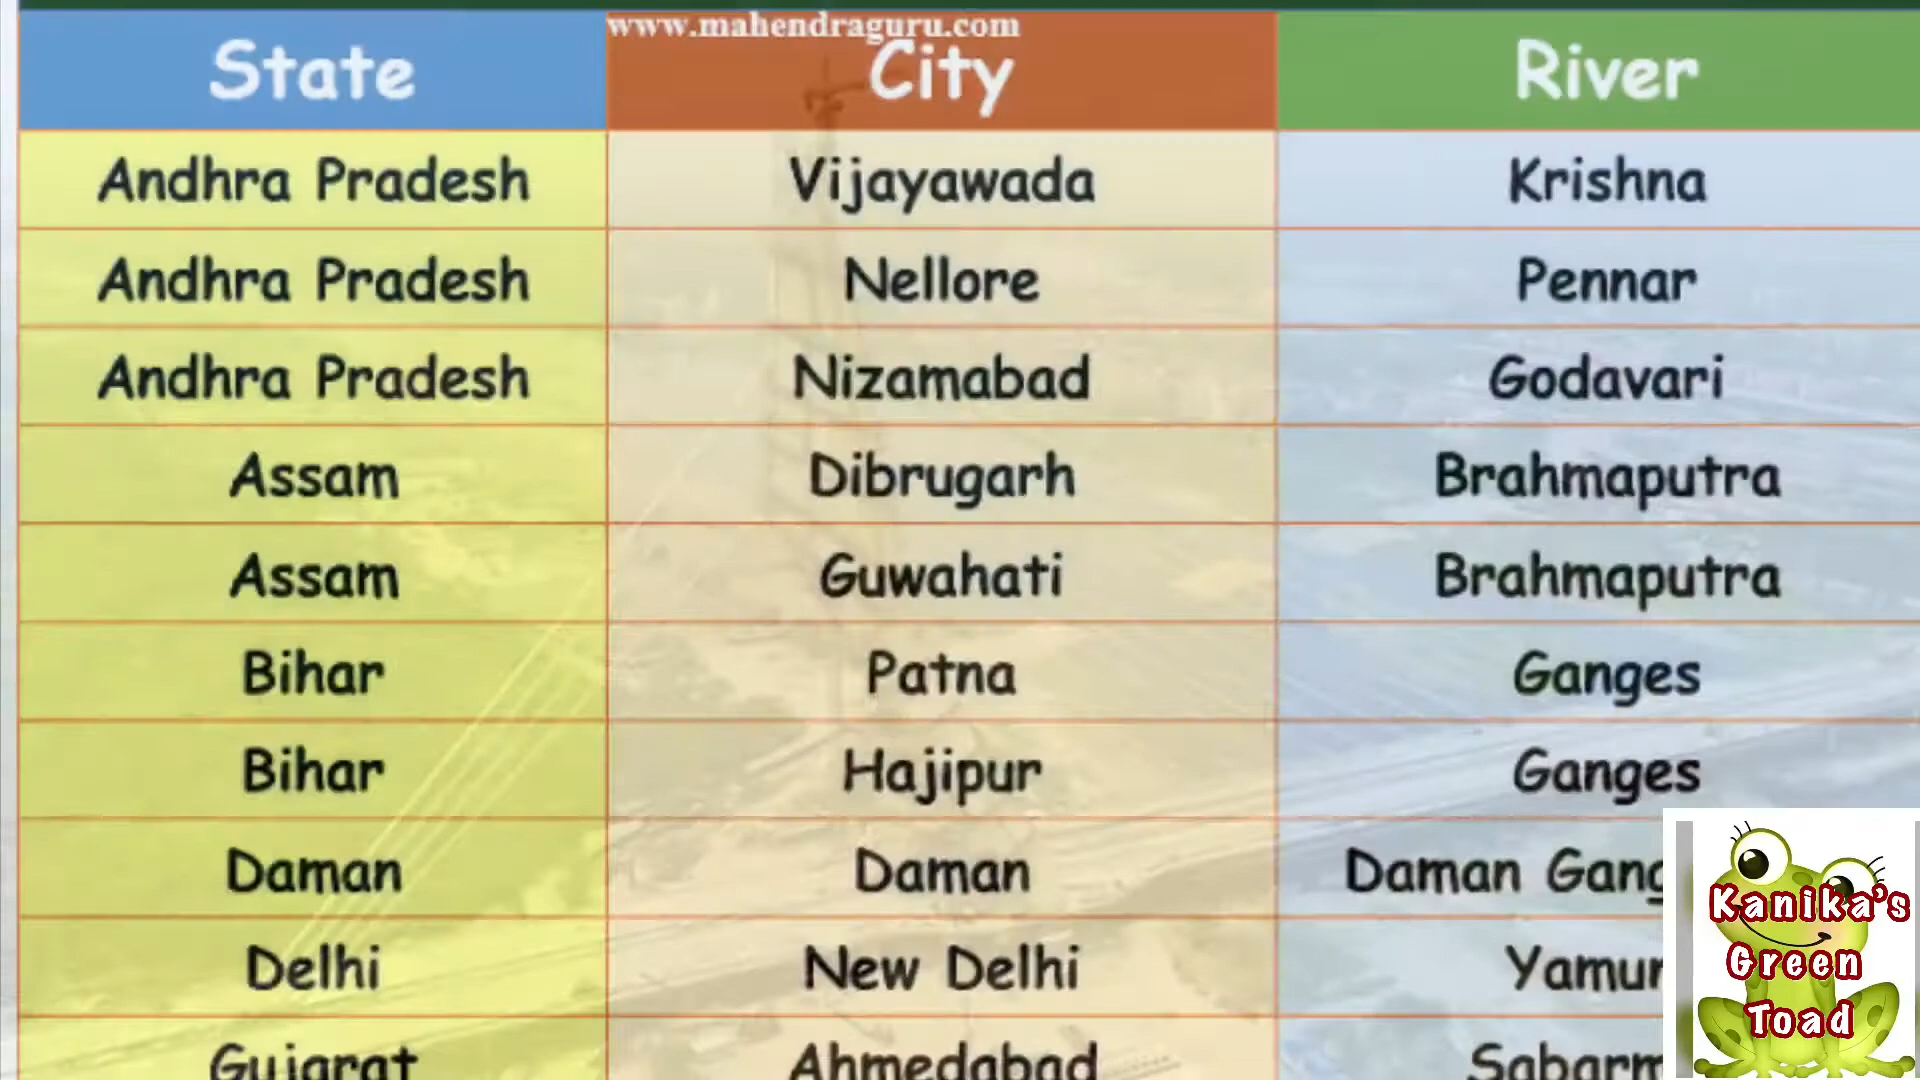 www.mahendraguru.com
State City River
Andhra Pradesh Vijayawada Krishna
Andhra Pradesh Nellore Pennar
Andhra Pradesh Nizamabad Godavari
Assam Dibrugarh Brahmaputra
Assam Guwahati Brahmaputra
Bihar Patna Ganges
Bihar Hajipur Ganges
Daman Daman Daman
Delhi New Delhi
Gujarat Ahmedabad
Kanika's
Green
Toad